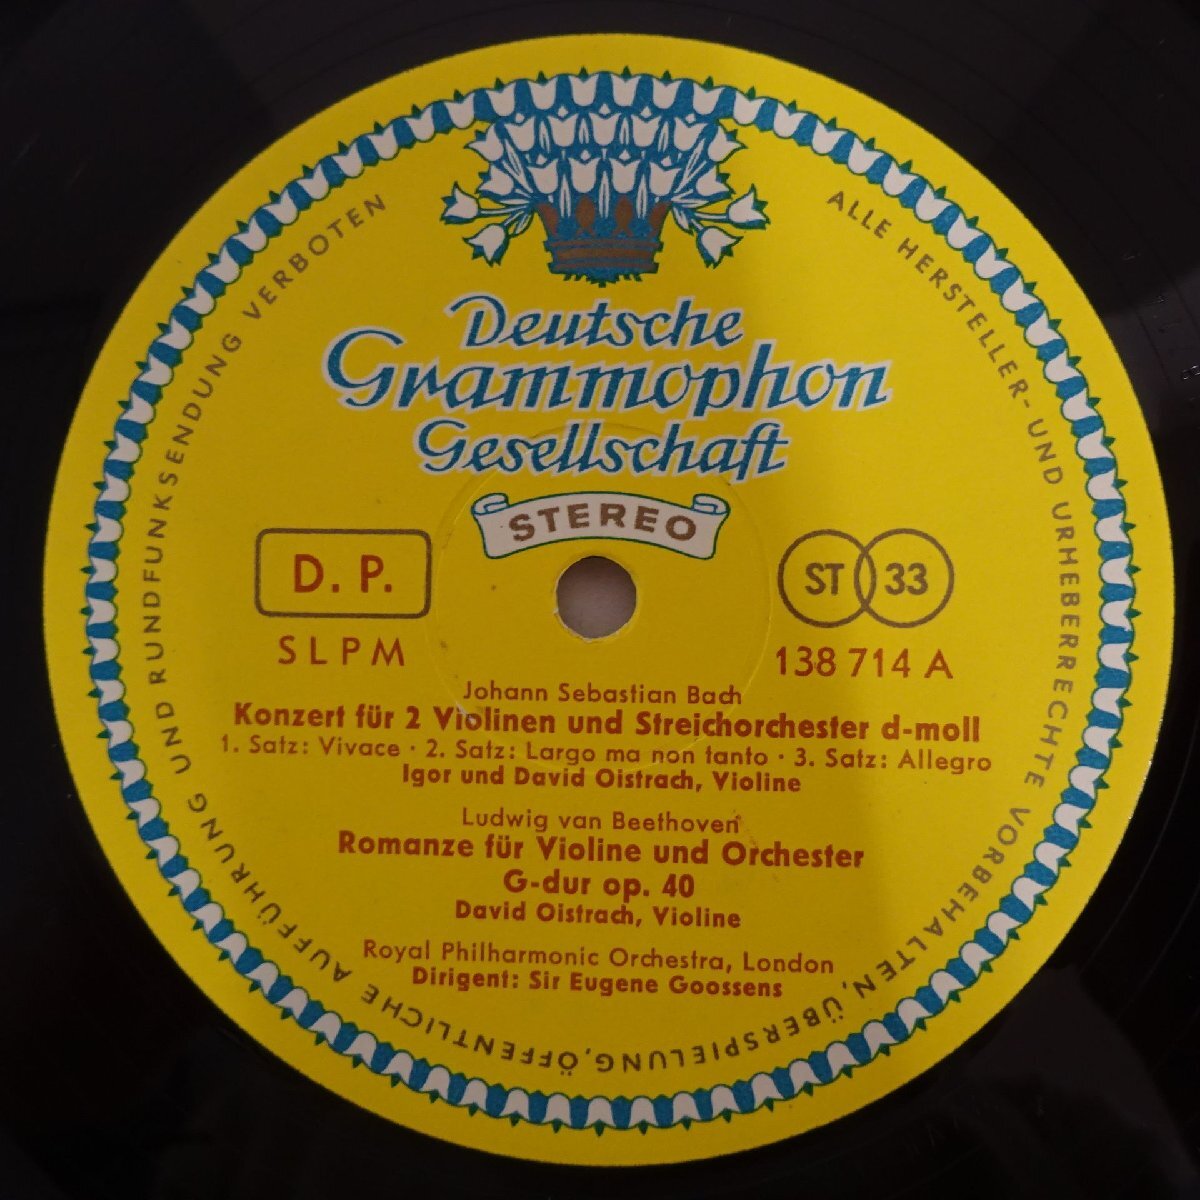 Deutsche
Grammophon
Gesellschaft
STEREO
D. P.
SLPM
ST 33
138 714 A
Johann Sebastian Bach
Konzert für 2 Violinen und Streichorchester d-moll
1. Satz: Vivace · 2. Satz: Largo ma non tanto · 3. Satz: Allegro
Igor und David Oistrach, Violine
Ludwig van Beethoven
Romanze für Violine und Orchester
G-dur op. 40
David Oistrach, Violine
Royal Philharmonic Orchestra, London
Dirigent: Sir Eugene Goossens
ALLE HERSTELLER- UND URHEBERRECHTE VORBEHALTEN, ÜBERSPIELUNG, ÖFFENTLICHE AUFFÜHRUNG UND RUNDFUNKSENDUNG VERBOTEN